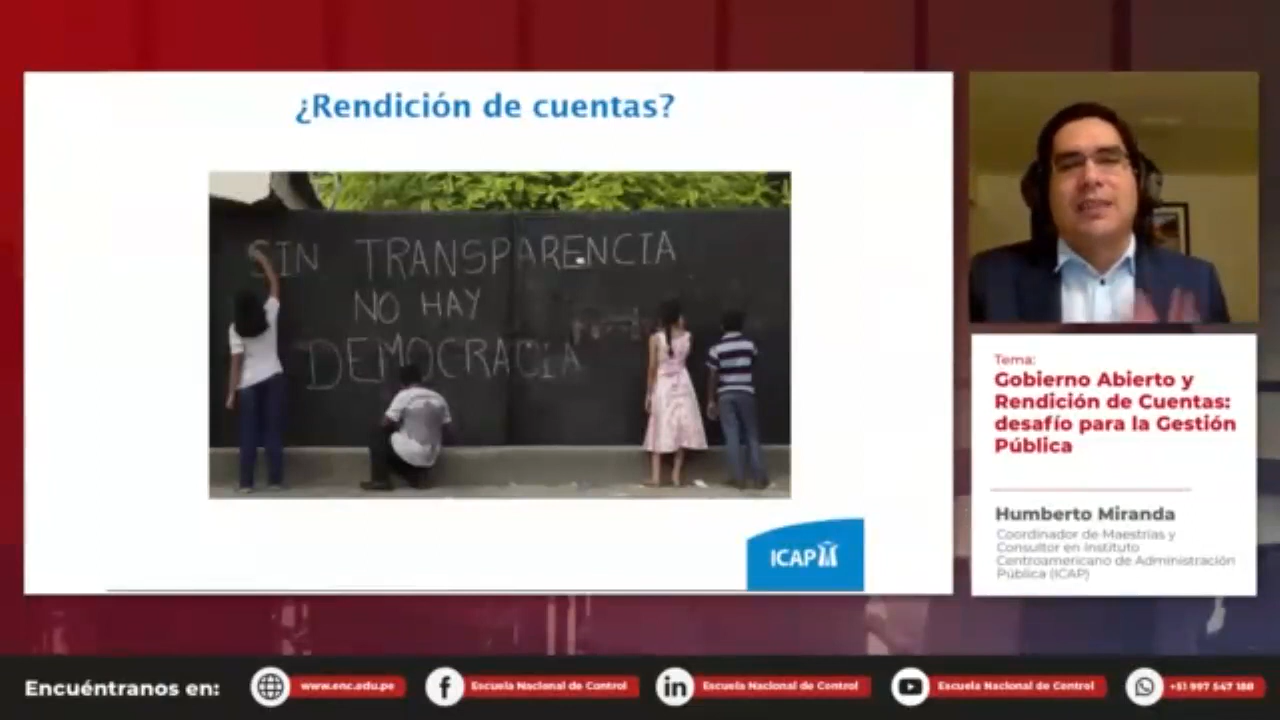 ¿Rendición de cuentas?
SIN TRANSPARENCIA
NO HAY
DEMOCRACIA
ICAP
Tema:
Gobierno Abierto y
Rendición de Cuentas:
desafío para la Gestión
Pública
Humberto Miranda
Coordinador de Maestrías y
Consultor en Instituto
Centroamericano de Administración
Pública (ICAP)
Encuéntranos en:
www.enc.edu.pe
Escuela Nacional de Control
Escuela Nacional de Control
Escuela Nacional de Control
+51 997 547 188